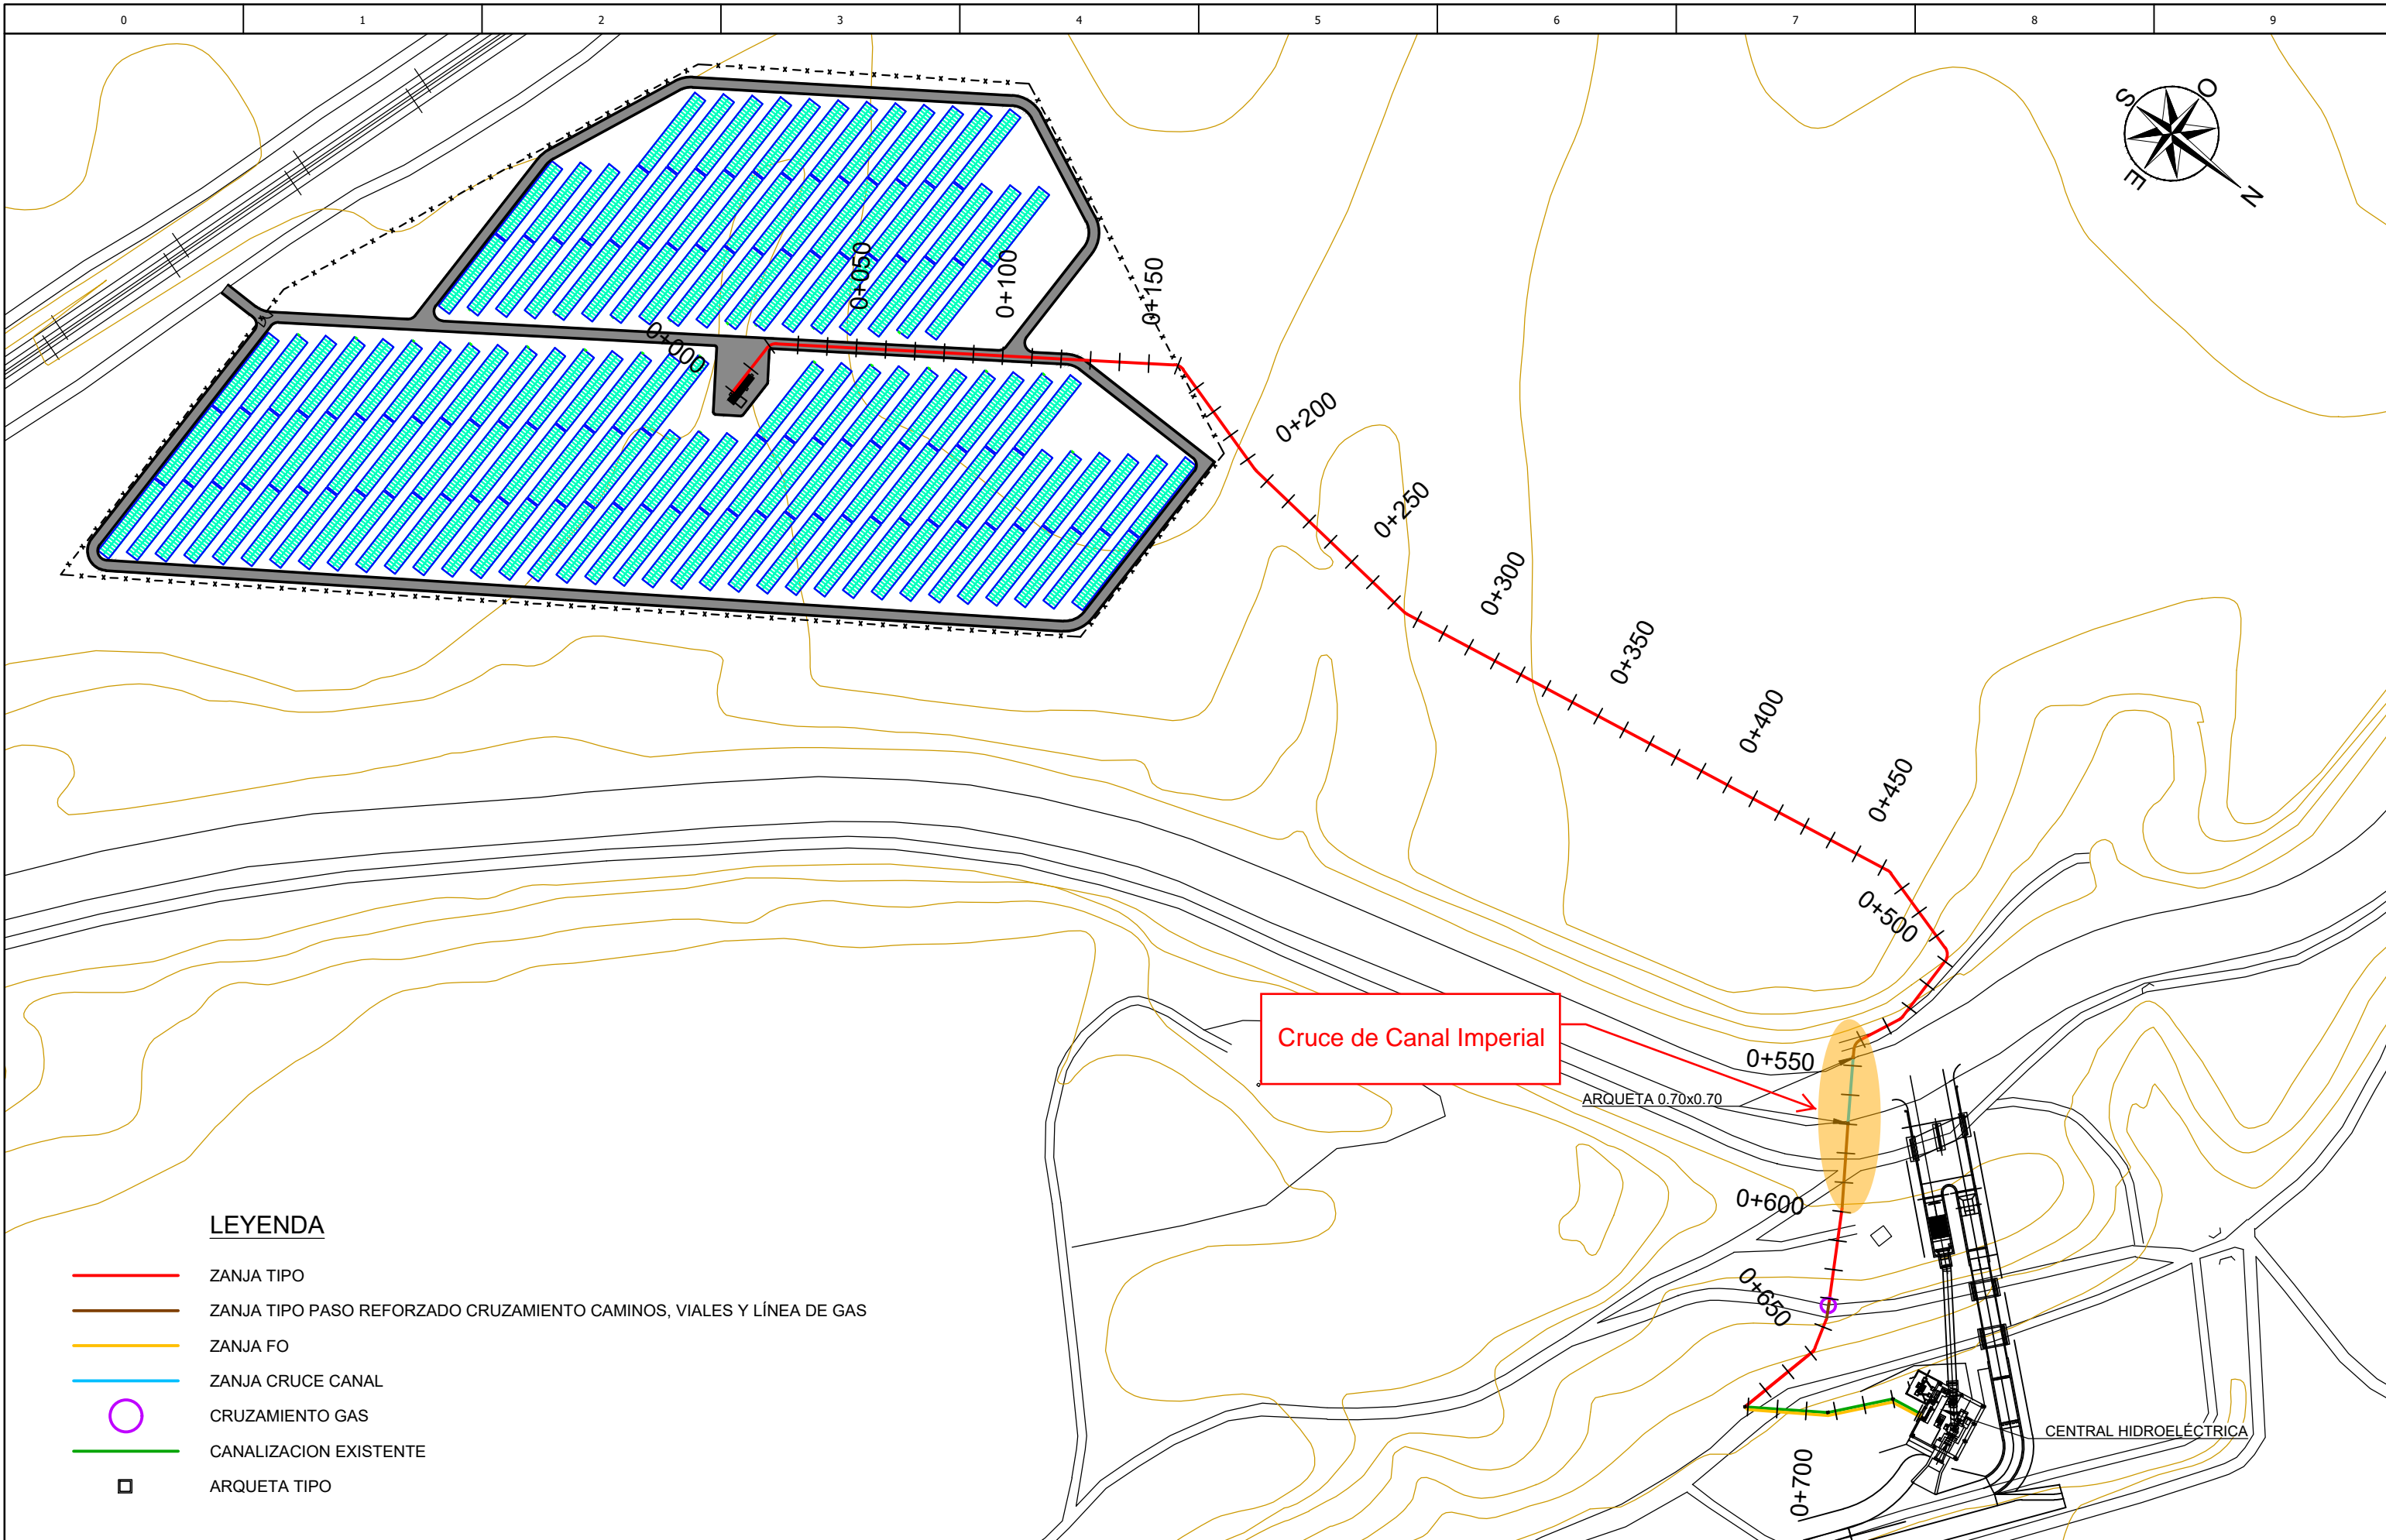 0 1 2 3 4 5 6 7 8 9
S O
E N
0+000
0+050
0+100
0+150
0+200
0+250
0+300
0+350
0+400
0+450
0+500
Cruce de Canal Imperial
0+550
ARQUETA 0.70x0.70
0+600
0+650
0+700
CENTRAL HIDROELÉCTRICA
LEYENDA
ZANJA TIPO
ZANJA TIPO PASO REFORZADO CRUZAMIENTO CAMINOS, VIALES Y LÍNEA DE GAS
ZANJA FO
ZANJA CRUCE CANAL
CRUZAMIENTO GAS
CANALIZACION EXISTENTE
ARQUETA TIPO